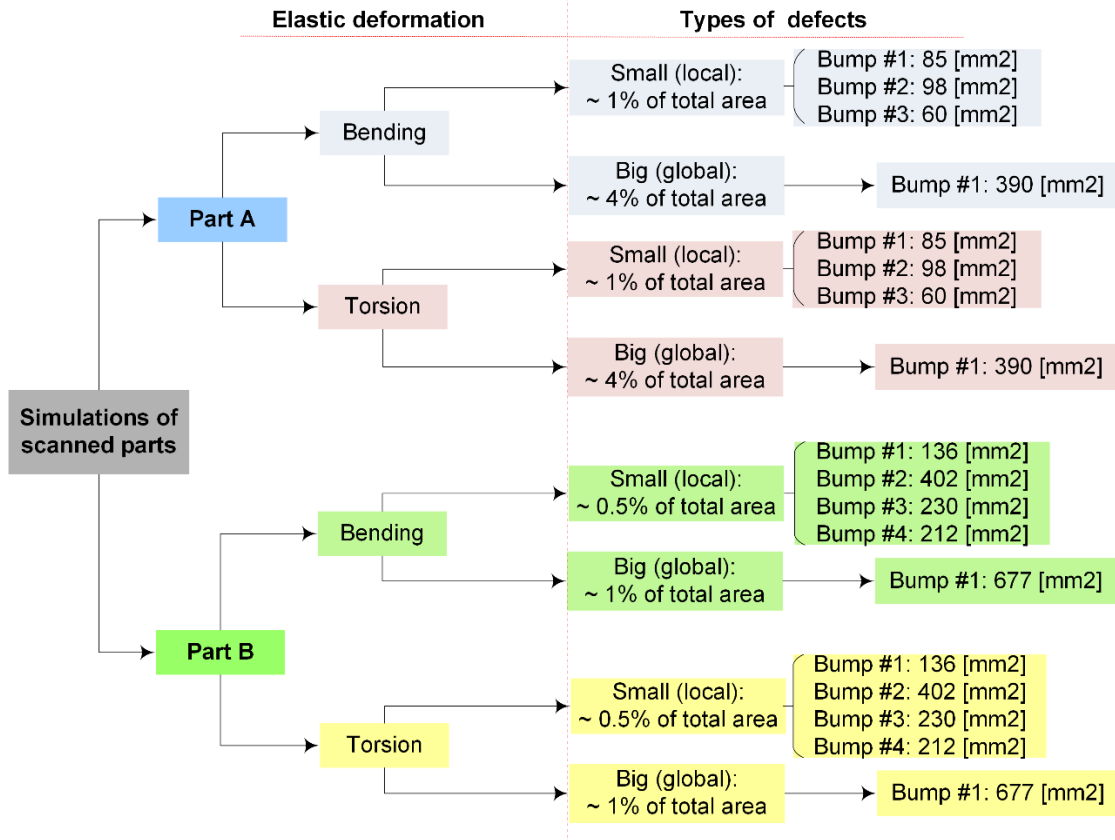 Elastic deformation
Types of defects
Small (local):
~ 1% of total area
Bump #1: 85 [mm2]
Bump #2: 98 [mm2]
Bump #3: 60 [mm2]
Bending
Big (global):
~ 4% of total area
Bump #1: 390 [mm2]
Part A
Small (local):
~ 1% of total area
Bump #1: 85 [mm2]
Bump #2: 98 [mm2]
Bump #3: 60 [mm2]
Torsion
Big (global):
~ 4% of total area
Bump #1: 390 [mm2]
Simulations of
scanned parts
Small (local):
~ 0.5% of total area
Bump #1: 136 [mm2]
Bump #2: 402 [mm2]
Bump #3: 230 [mm2]
Bump #4: 212 [mm2]
Bending
Big (global):
~ 1% of total area
Bump #1: 677 [mm2]
Part B
Small (local):
~ 0.5% of total area
Bump #1: 136 [mm2]
Bump #2: 402 [mm2]
Bump #3: 230 [mm2]
Bump #4: 212 [mm2]
Torsion
Big (global):
~ 1% of total area
Bump #1: 677 [mm2]